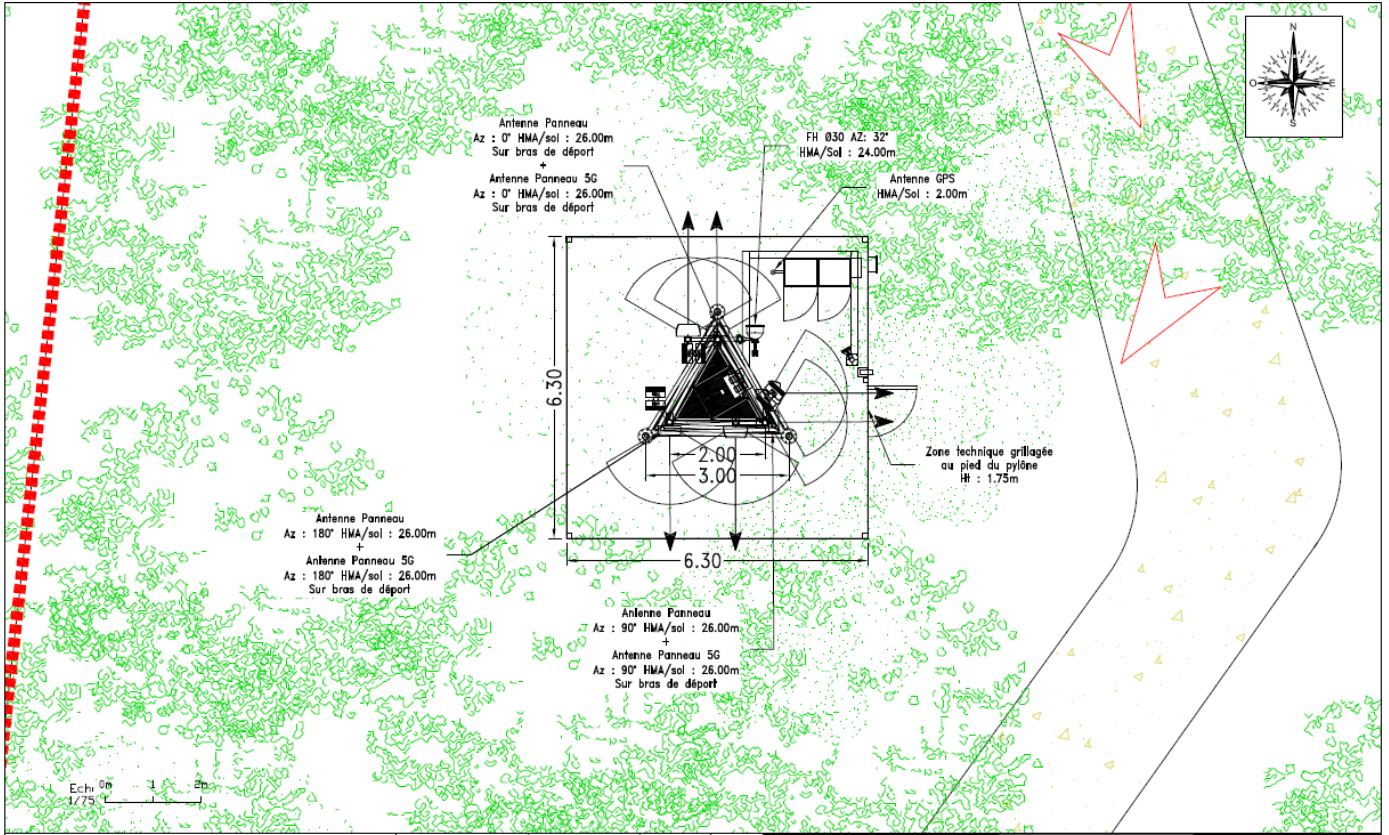 N
O
E
S
Antenne Panneau
Az : 0° HMA/sol : 26.00m
Sur bras de déport
+
Antenne Panneau 5G
Az : 0° HMA/sol : 26.00m
Sur bras de déport
FH Ø30 AZ: 32°
HMA/Sol : 24.00m
Antenne GPS
HMA/Sol : 2.00m
6.30
2.00
3.00
6.30
Zone technique grillagée
au pied du pylône
Ht : 1.75m
Antenne Panneau
Az : 180° HMA/sol : 26.00m
+
Antenne Panneau 5G
Az : 180° HMA/sol : 26.00m
Sur bras de déport
Antenne Panneau
Az : 90° HMA/sol : 26.00m
+
Antenne Panneau 5G
Az : 90° HMA/sol : 26.00m
Sur bras de déport
Ech: 0m 1 2m
1/75